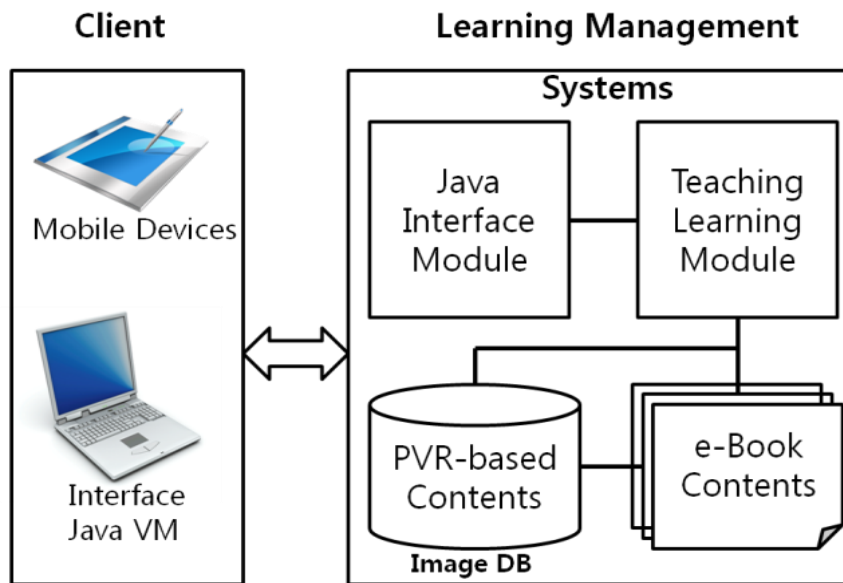 Client
Mobile Devices
Interface
Java VM
Learning Management
Systems
Java
Interface
Module
Teaching
Learning
Module
PVR-based
Contents
Image DB
e-Book
Contents